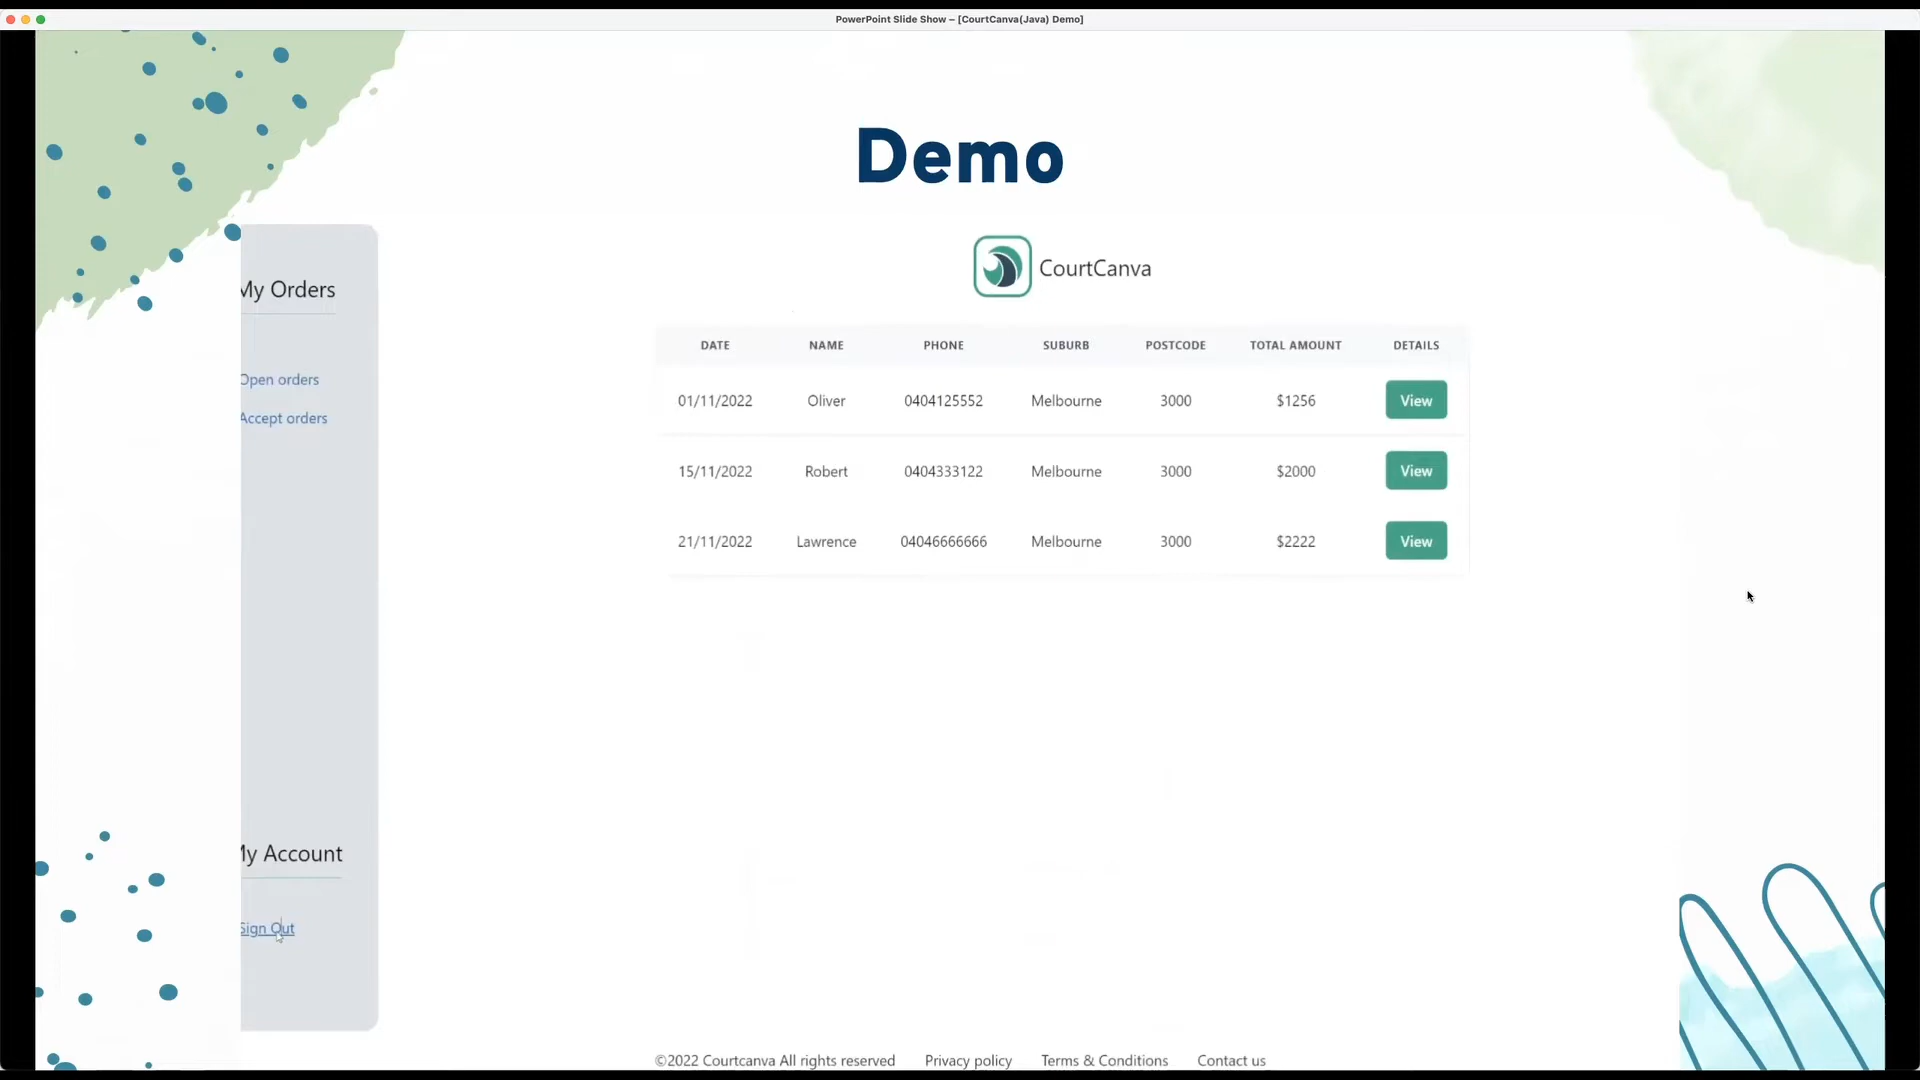 PowerPoint Slide Show – [CourtCanva(Java) Demo]
Demo
CourtCanva
My Orders
Open orders
Accept orders
DATE NAME PHONE SUBURB POSTCODE TOTAL AMOUNT DETAILS
01/11/2022 Oliver 0404125552 Melbourne 3000 $1256 View
15/11/2022 Robert 0404333122 Melbourne 3000 $2000 View
21/11/2022 Lawrence 04046666666 Melbourne 3000 $2222 View
My Account
Sign Out
©2022 Courtcanva All rights reserved Privacy policy Terms & Conditions Contact us